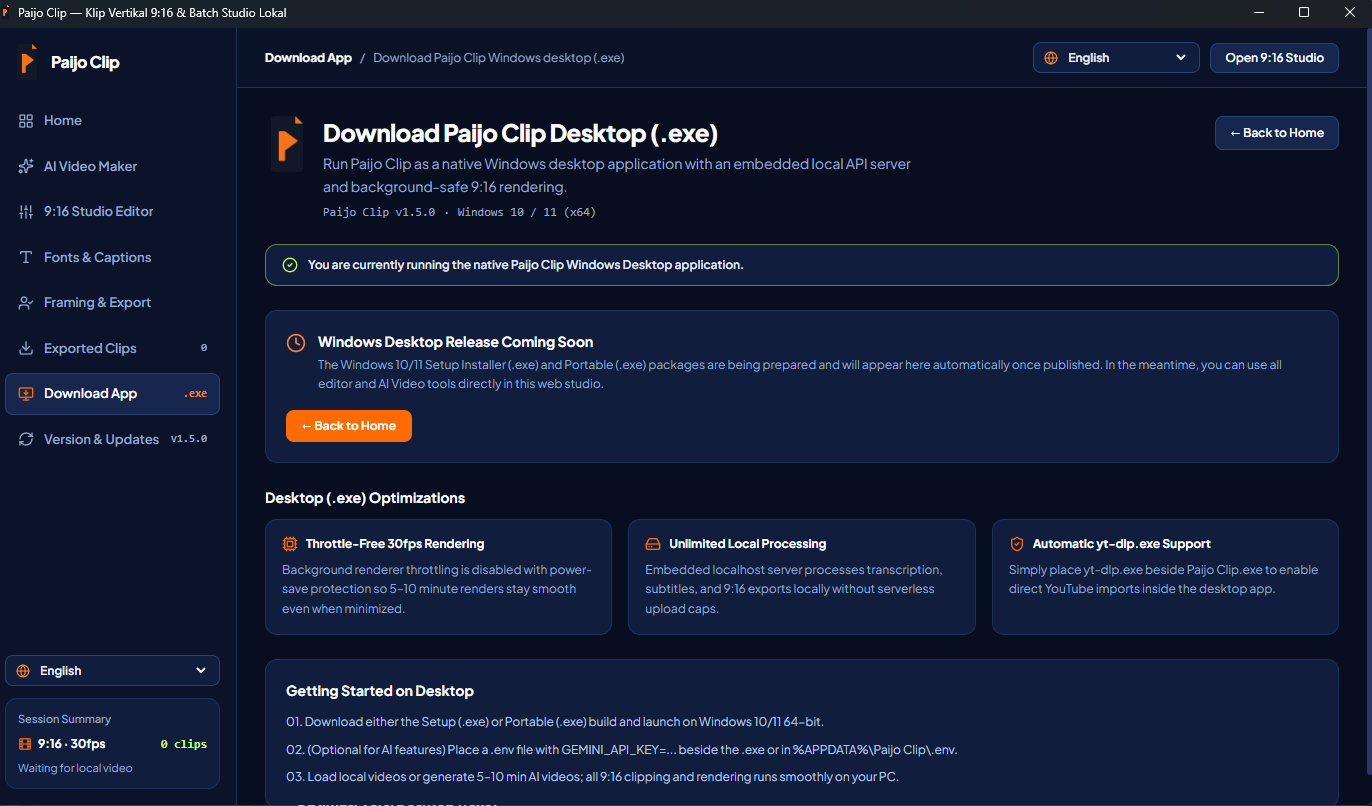 Paijo Clip — Klip Vertikal 9:16 & Batch Studio Lokal
Paijo Clip
Home
AI Video Maker
9:16 Studio Editor
Fonts & Captions
Framing & Export
Exported Clips 0
Download App .exe
Version & Updates v1.5.0
English
Session Summary
9:16 · 30fps 0 clips
Waiting for local video
Download App / Download Paijo Clip Windows desktop (.exe)
English
Open 9:16 Studio
Download Paijo Clip Desktop (.exe)
← Back to Home
Run Paijo Clip as a native Windows desktop application with an embedded local API server
and background-safe 9:16 rendering.
Paijo Clip v1.5.0 · Windows 10 / 11 (x64)
You are currently running the native Paijo Clip Windows Desktop application.
Windows Desktop Release Coming Soon
The Windows 10/11 Setup Installer (.exe) and Portable (.exe) packages are being prepared and will appear here automatically once published. In the meantime, you can use all
editor and AI Video tools directly in this web studio.
← Back to Home
Desktop (.exe) Optimizations
Throttle-Free 30fps Rendering
Background renderer throttling is disabled with power-
save protection so 5–10 minute renders stay smooth
even when minimized.
Unlimited Local Processing
Embedded localhost server processes transcription,
subtitles, and 9:16 exports locally without serverless
upload caps.
Automatic yt-dlp.exe Support
Simply place yt-dlp.exe beside Paijo Clip.exe to enable
direct YouTube imports inside the desktop app.
Getting Started on Desktop
01. Download either the Setup (.exe) or Portable (.exe) build and launch on Windows 10/11 64-bit.
02. (Optional for AI features) Place a .env file with GEMINI_API_KEY=... beside the .exe or in %APPDATA%\Paijo Clip\.env.
03. Load local videos or generate 5–10 min AI videos; all 9:16 clipping and rendering runs smoothly on your PC.